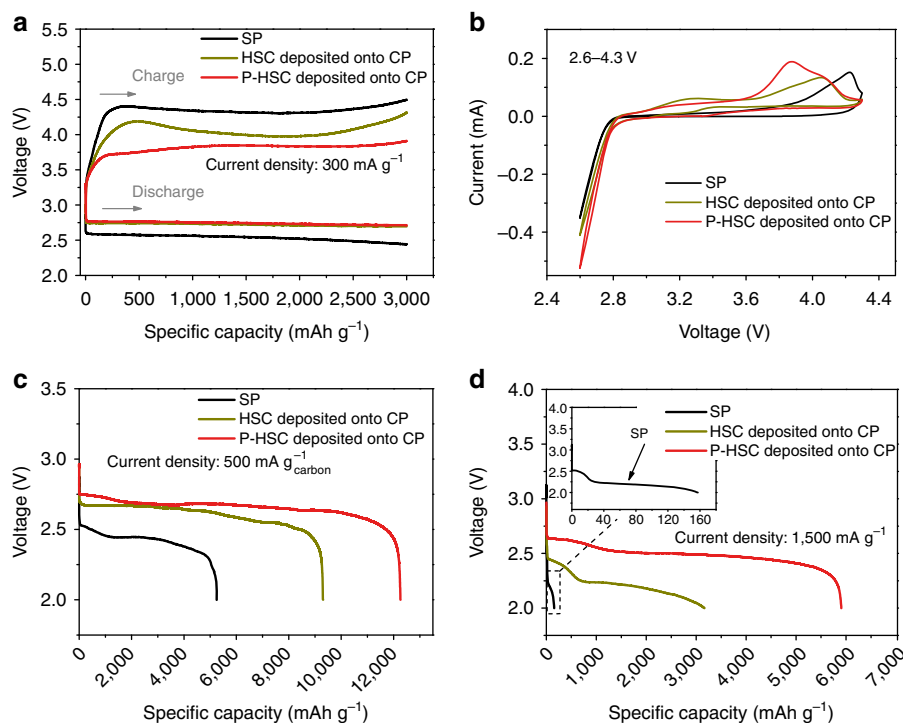 a
5.5
5.0
4.5
4.0
3.5
3.0
2.5
2.0
Voltage (V)
SP
HSC deposited onto CP
P-HSC deposited onto CP
Charge
Current density: 300 mA g⁻¹
Discharge
0
500
1,000
1,500
2,000
2,500
3,000
Specific capacity (mAh g⁻¹)
b
0.2
0.0
–0.2
–0.4
Current (mA)
2.6–4.3 V
SP
HSC deposited onto CP
P-HSC deposited onto CP
2.4
2.8
3.2
3.6
4.0
4.4
Voltage (V)
c
3.5
3.0
2.5
2.0
Voltage (V)
SP
HSC deposited onto CP
P-HSC deposited onto CP
Current density: 500 mA g⁻¹carbon
0
2,000
4,000
6,000
8,000
10,000
12,000
Specific capacity (mAh g⁻¹)
d
4.0
3.5
3.0
2.5
2.0
Voltage (V)
SP
HSC deposited onto CP
P-HSC deposited onto CP
4.0
3.5
3.0
2.5
2.0
SP
0
40
80
120
160
Current density: 1,500 mA g⁻¹
0
1,000
2,000
3,000
4,000
5,000
6,000
7,000
Specific capacity (mAh g⁻¹)